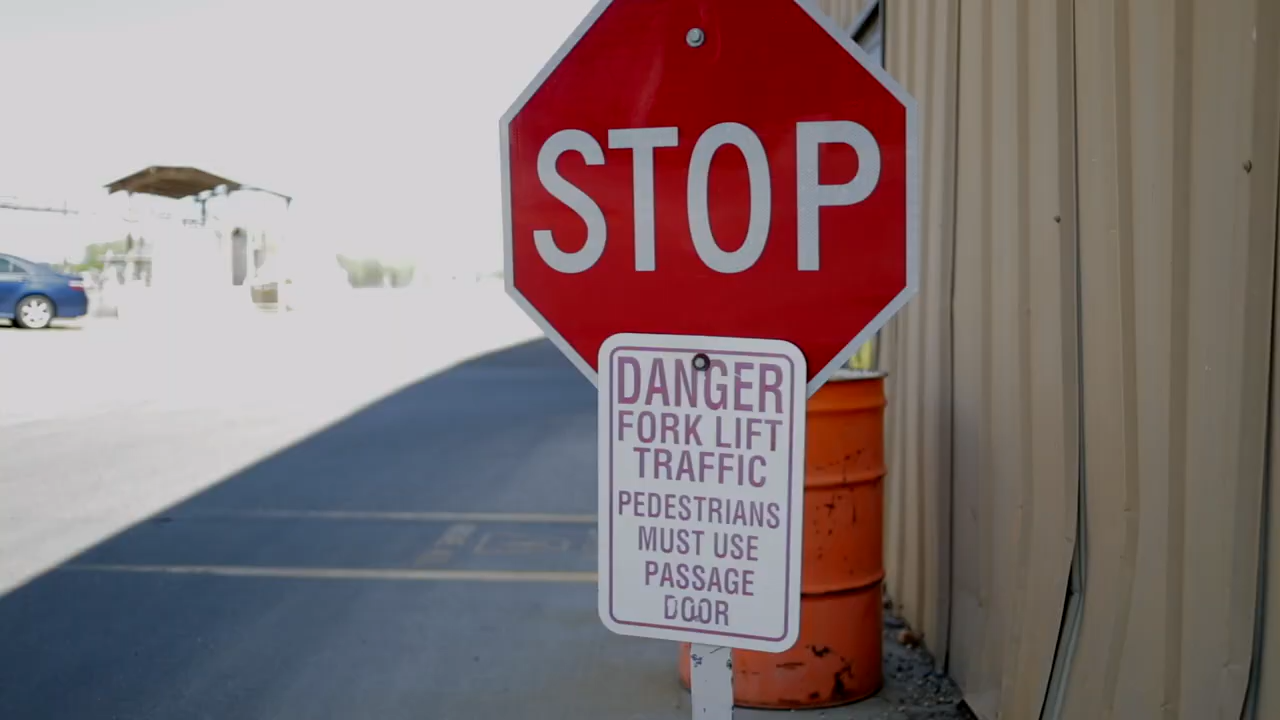 STOP
DANGER
FORK LIFT
TRAFFIC
PEDESTRIANS
MUST USE
PASSAGE
DOOR